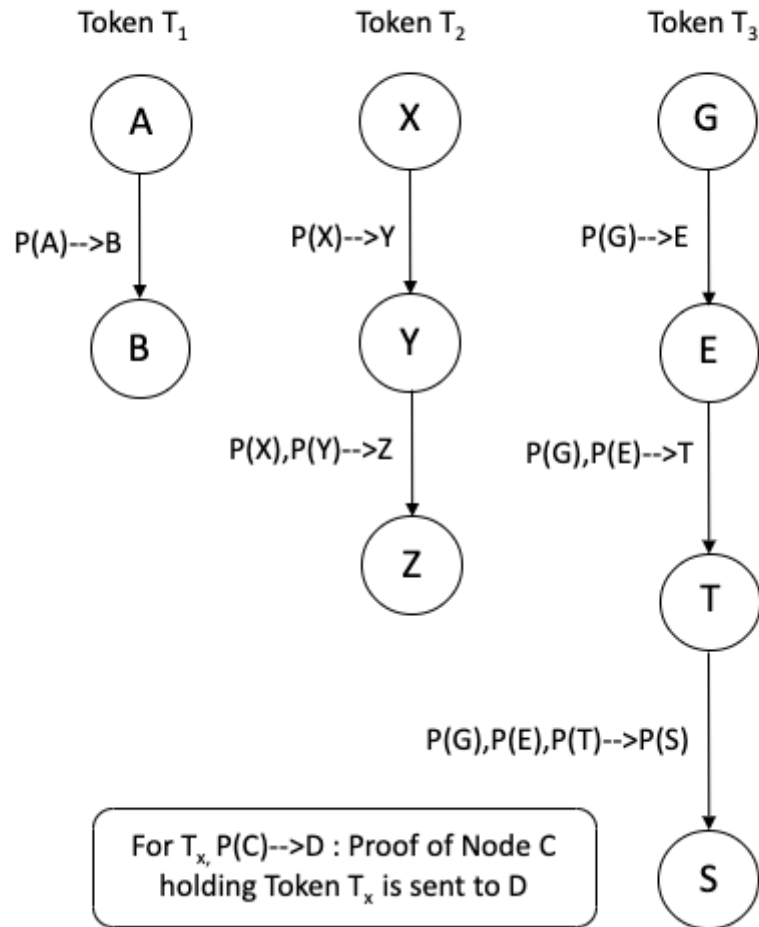 Token T₁
A
P(A)-->B
B
Token T₂
X
P(X)-->Y
Y
P(X),P(Y)-->Z
Z
Token T₃
G
P(G)-->E
E
P(G),P(E)-->T
T
P(G),P(E),P(T)-->P(S)
S
For Tₓ, P(C)-->D : Proof of Node C
holding Token Tₓ is sent to D